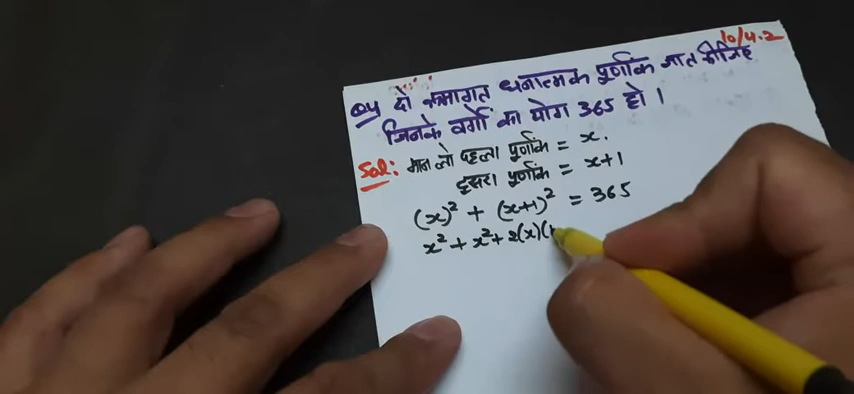 10/4.2
Q4 दो क्रमागत धनात्मक पूर्णांक ज्ञात कीजिए
जिनके वर्गों का योग 365 हो ।
Sol: मान लो पहला पूर्णांक = x.
दूसरा पूर्णांक = x+1
(x)² + (x+1)² = 365
x² + x² + 2(x)(